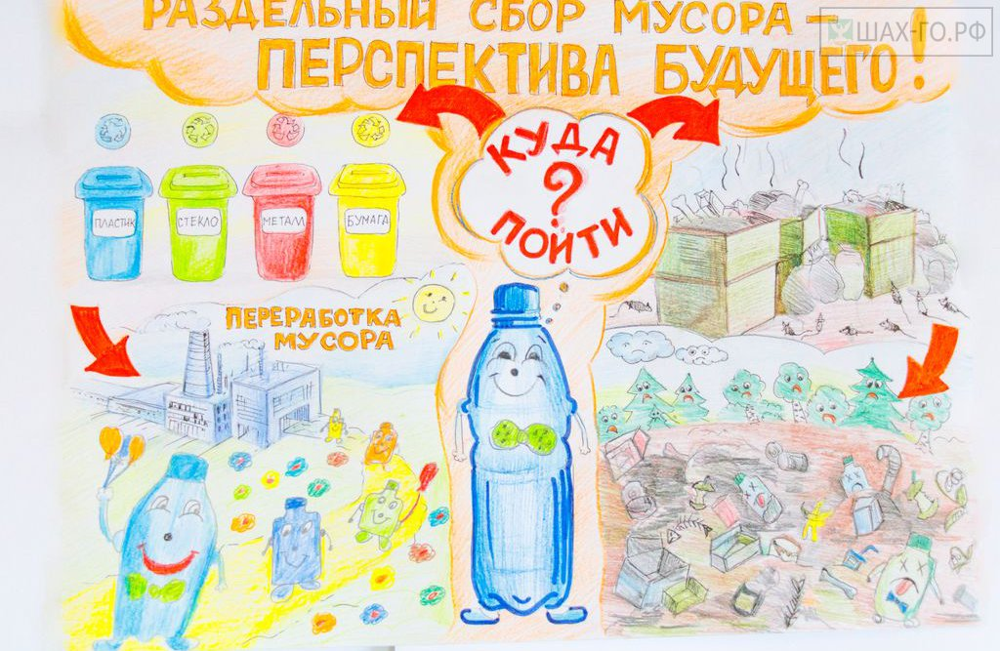 РАЗДЕЛЬНЫЙ СБОР МУСОРА –
ПЕРСПЕКТИВА БУДУЩЕГО!
ШАХ-ГО.РФ
КУДА
?
ПОЙТИ
ПЛАСТИК
СТЕКЛО
МЕТАЛЛ
БУМАГА
ПЕРЕРАБОТКА
МУСОРА